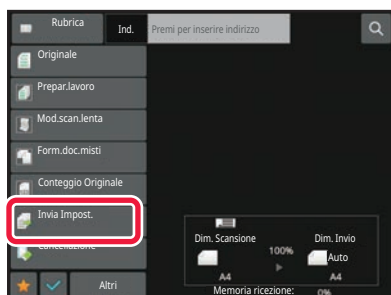 Rubrica
Ind.
Premi per inserire indirizzo
Originale
Prepar.lavoro
Mod.scan.lenta
Form.doc.misti
Conteggio Originale
Invia Impost.
Cancellazione
Altri
Dim. Scansione
Dim. Invio
100%
Auto
A4
A4
Memoria ricezione:
0%